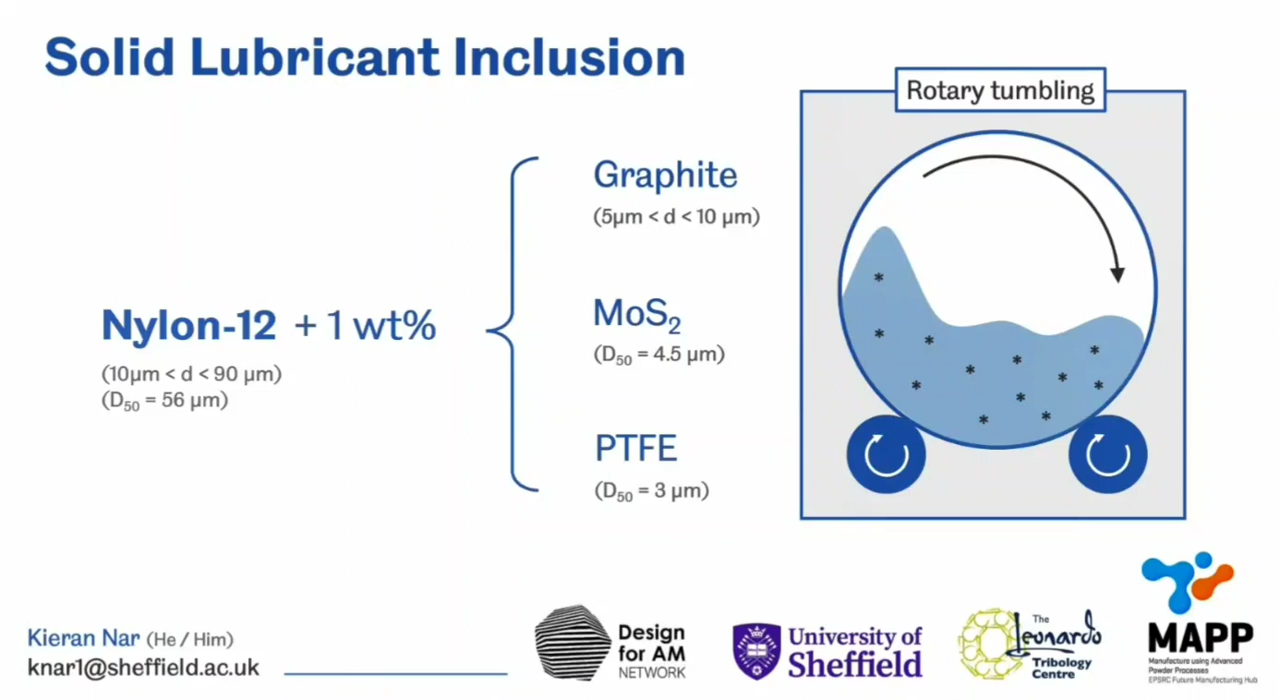 Solid Lubricant Inclusion
Rotary tumbling
Graphite
(5µm < d < 10 µm)
Nylon-12 + 1 wt%
(10µm < d < 90 µm)
(D₅₀ = 56 µm)
MoS₂
(D₅₀ = 4.5 µm)
PTFE
(D₅₀ = 3 µm)
Kieran Nar (He / Him)
knar1@sheffield.ac.uk
Design
for AM
NETWORK
University of
Sheffield
The
Leonardo
Tribology
Centre
MAPP
Manufacture using Advanced
Powder Processes
EPSRC Future Manufacturing Hub